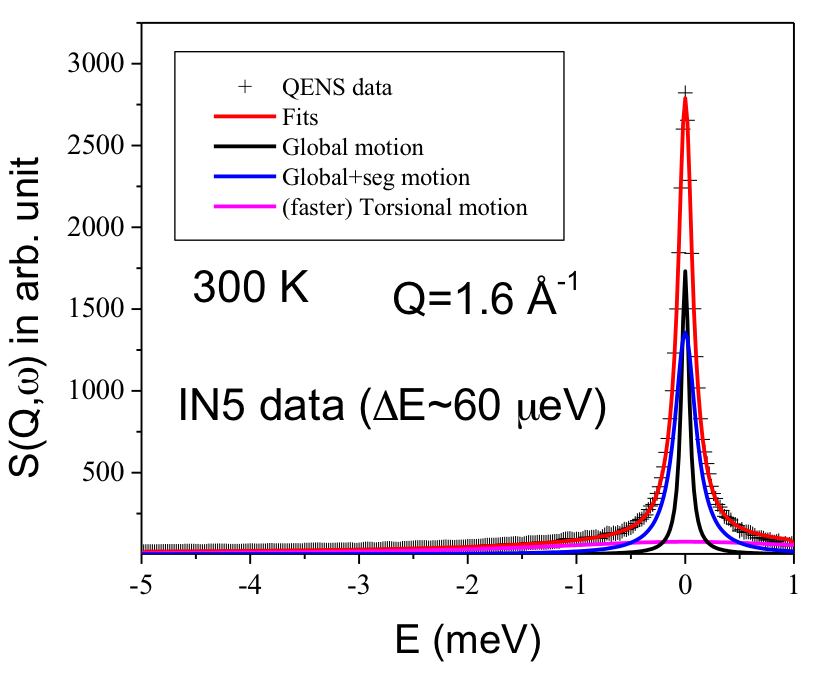 3000
2500
2000
1500
1000
500
S(Q,ω) in arb. unit
QENS data
Fits
Global motion
Global+seg motion
(faster) Torsional motion
300 K
Q=1.6 Å⁻¹
IN5 data (ΔE~60 μeV)
-5 -4 -3 -2 -1 0 1
E (meV)